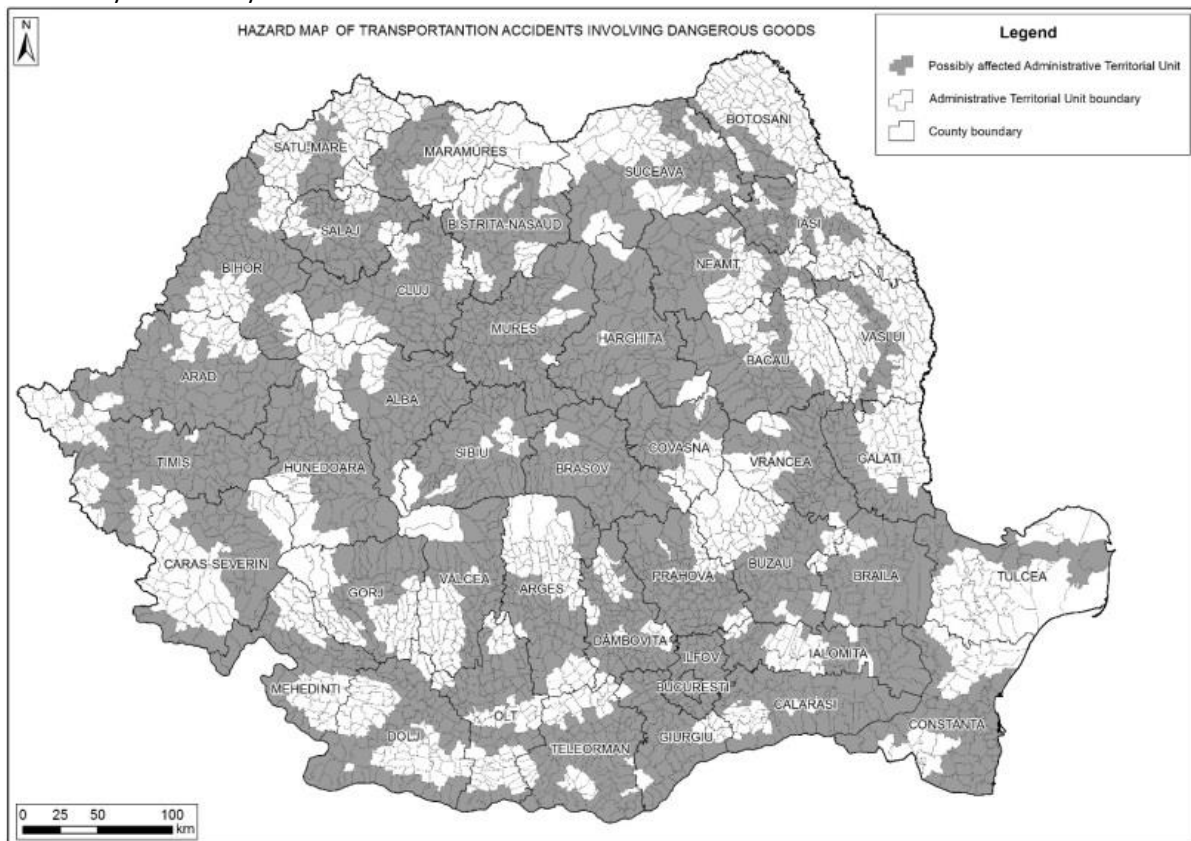 HAZARD MAP OF TRANSPORTANTION ACCIDENTS INVOLVING DANGEROUS GOODS
N
Legend
Possibly affected Administrative Territorial Unit
Administrative Territorial Unit boundary
County boundary
BOTOSANI
SATU-MARE
MARAMURES
SUCEAVA
SALAJ
BISTRITA-NASAUD
IASI
BIHOR
NEAMT
CLUJ
MURES
HARGHITA
VASLUI
BACAU
ARAD
ALBA
TIMIS
HUNEDOARA
SIBIU
BRASOV
COVASNA
VRANCEA
GALATI
CARAS-SEVERIN
GORJ
VALCEA
ARGES
PRAHOVA
BUZAU
BRAILA
TULCEA
DÂMBOVITA
ILFOV
IALOMITA
MEHEDINTI
BUCURESTI
CALARASI
OLT
DOLJ
GIURGIU
CONSTANTA
TELEORMAN
0 25 50 100
km